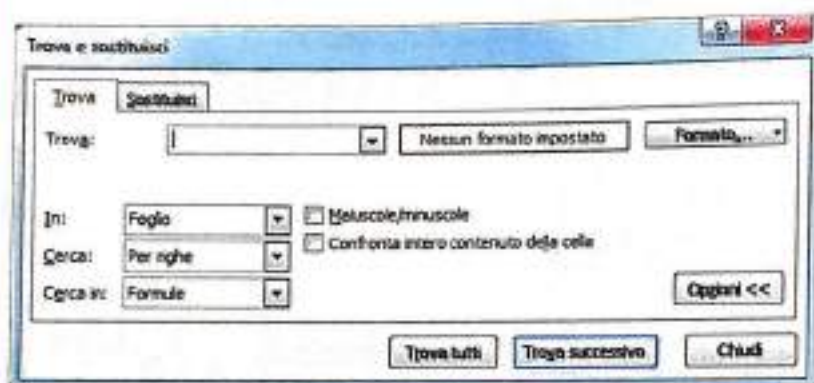 Trova e sostituisci
Trova Sostituisci
Trova: Nessun formato impostato Formato...
In: Foglio Maiuscole/minuscole
Cerca: Per righe Confronta intero contenuto della cella
Cerca in: Formule Opzioni <<
Trova tutti Trova successivo Chiudi